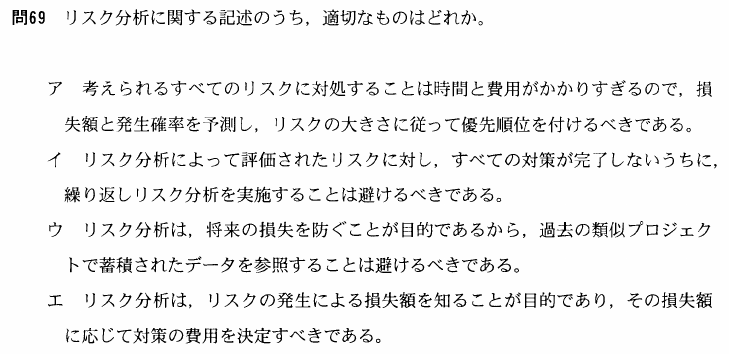 問69 リスク分析に関する記述のうち，適切なものはどれか。
ア 考えられるすべてのリスクに対処することは時間と費用がかかりすぎるので，損
失額と発生確率を予測し，リスクの大きさに従って優先順位を付けるべきである。
イ リスク分析によって評価されたリスクに対し，すべての対策が完了しないうちに，
繰り返しリスク分析を実施することは避けるべきである。
ウ リスク分析は，将来の損失を防ぐことが目的であるから，過去の類似プロジェク
トで蓄積されたデータを参照することは避けるべきである。
エ リスク分析は，リスクの発生による損失額を知ることが目的であり，その損失額
に応じて対策の費用を決定すべきである。